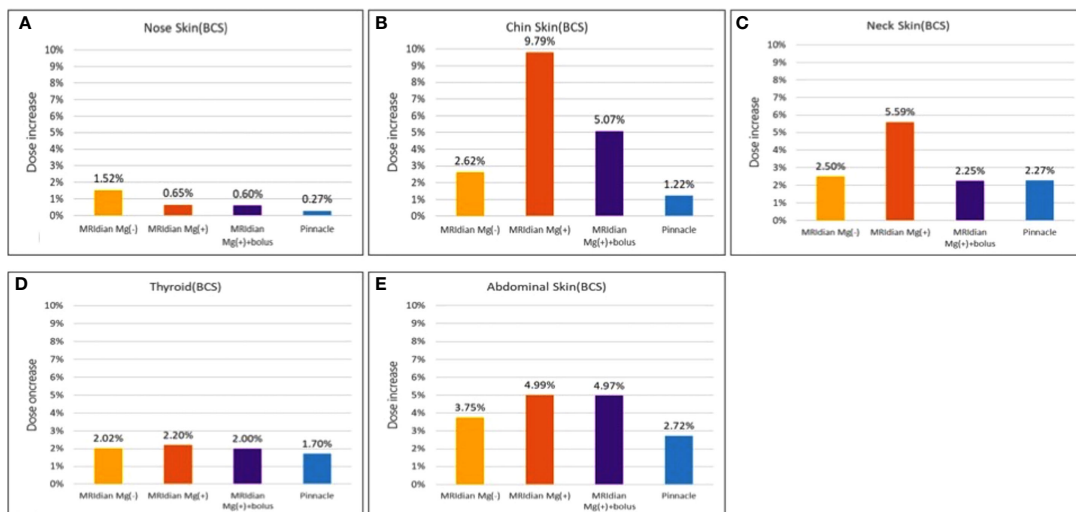 A
Nose Skin(BCS)
Dose increase
10%
9%
8%
7%
6%
5%
4%
3%
2%
1%
0%
1.52%
0.65%
0.60%
0.27%
MRIdian Mg(-)
MRIdian Mg(+)
MRIdian
Mg(+)+bolus
Pinnacle
B
Chin Skin(BCS)
Dose increase
10%
9%
8%
7%
6%
5%
4%
3%
2%
1%
0%
2.62%
9.79%
5.07%
1.22%
MRIdian Mg(-)
MRIdian Mg(+)
MRIdian
Mg(+)+bolus
Pinnacle
C
Neck Skin(BCS)
Dose increase
10%
9%
8%
7%
6%
5%
4%
3%
2%
1%
0%
2.50%
5.59%
2.25%
2.27%
MRIdian Mg(-)
MRIdian Mg(+)
MRIdian
Mg(+)+bolus
Pinnacle
D
Thyroid(BCS)
Dose oncrease
10%
9%
8%
7%
6%
5%
4%
3%
2%
1%
0%
2.02%
2.20%
2.00%
1.70%
MRIdian Mg(-)
MRIdian Mg(+)
MRIdian
Mg(+)+bolus
Pinnacle
E
Abdominal Skin(BCS)
Dose increase
10%
9%
8%
7%
6%
5%
4%
3%
2%
1%
0%
3.75%
4.99%
4.97%
2.72%
MRIdian Mg(-)
MRIdian Mg(+)
MRIdian
Mg(+)+bolus
Pinnacle